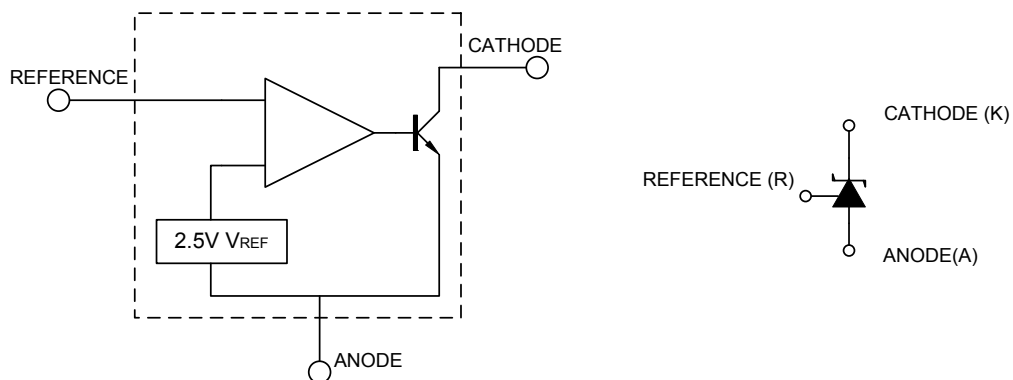 CATHODE
REFERENCE
2.5V VREF
ANODE
CATHODE (K)
REFERENCE (R)
ANODE(A)